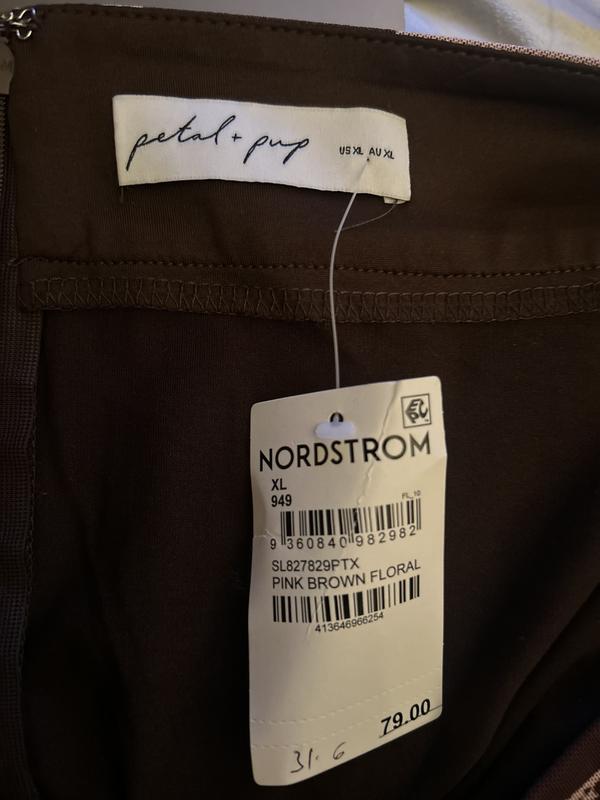 petal + pup
US XL AU XL
NORDSTROM
XL
949
FL_10
9 360840 982982
SL827829PTX
PINK BROWN FLORAL
413646966254
79.00
31. 6